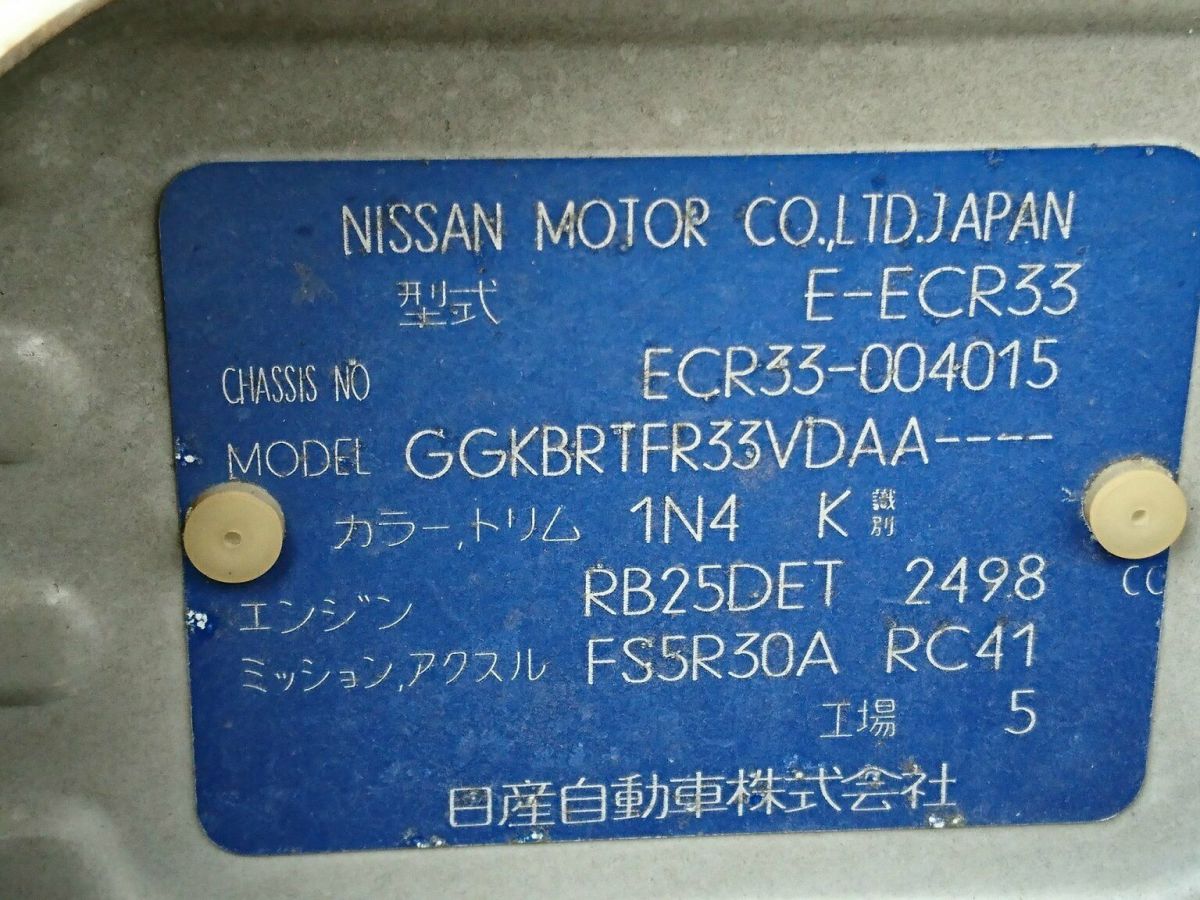 NISSAN MOTOR CO.,LTD.JAPAN
型式 E-ECR33
CHASSIS NO ECR33-004015
MODEL GGKBRTFR33VDAA----
カラー,トリム 1N4 K 識別
エンジン RB25DET 2498 CC
ミッション,アクスル FS5R30A RC41
工場 5
日産自動車株式会社